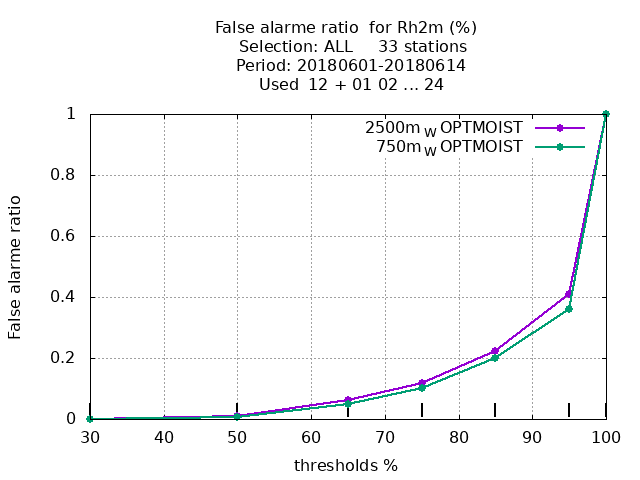 False alarme ratio for Rh2m (%)
Selection: ALL 33 stations
Period: 20180601-20180614
Used 12 + 01 02 ... 24
2500m W OPTMOIST
750m W OPTMOIST
False alarme ratio
1
0.8
0.6
0.4
0.2
0
30 40 50 60 70 80 90 100
thresholds %